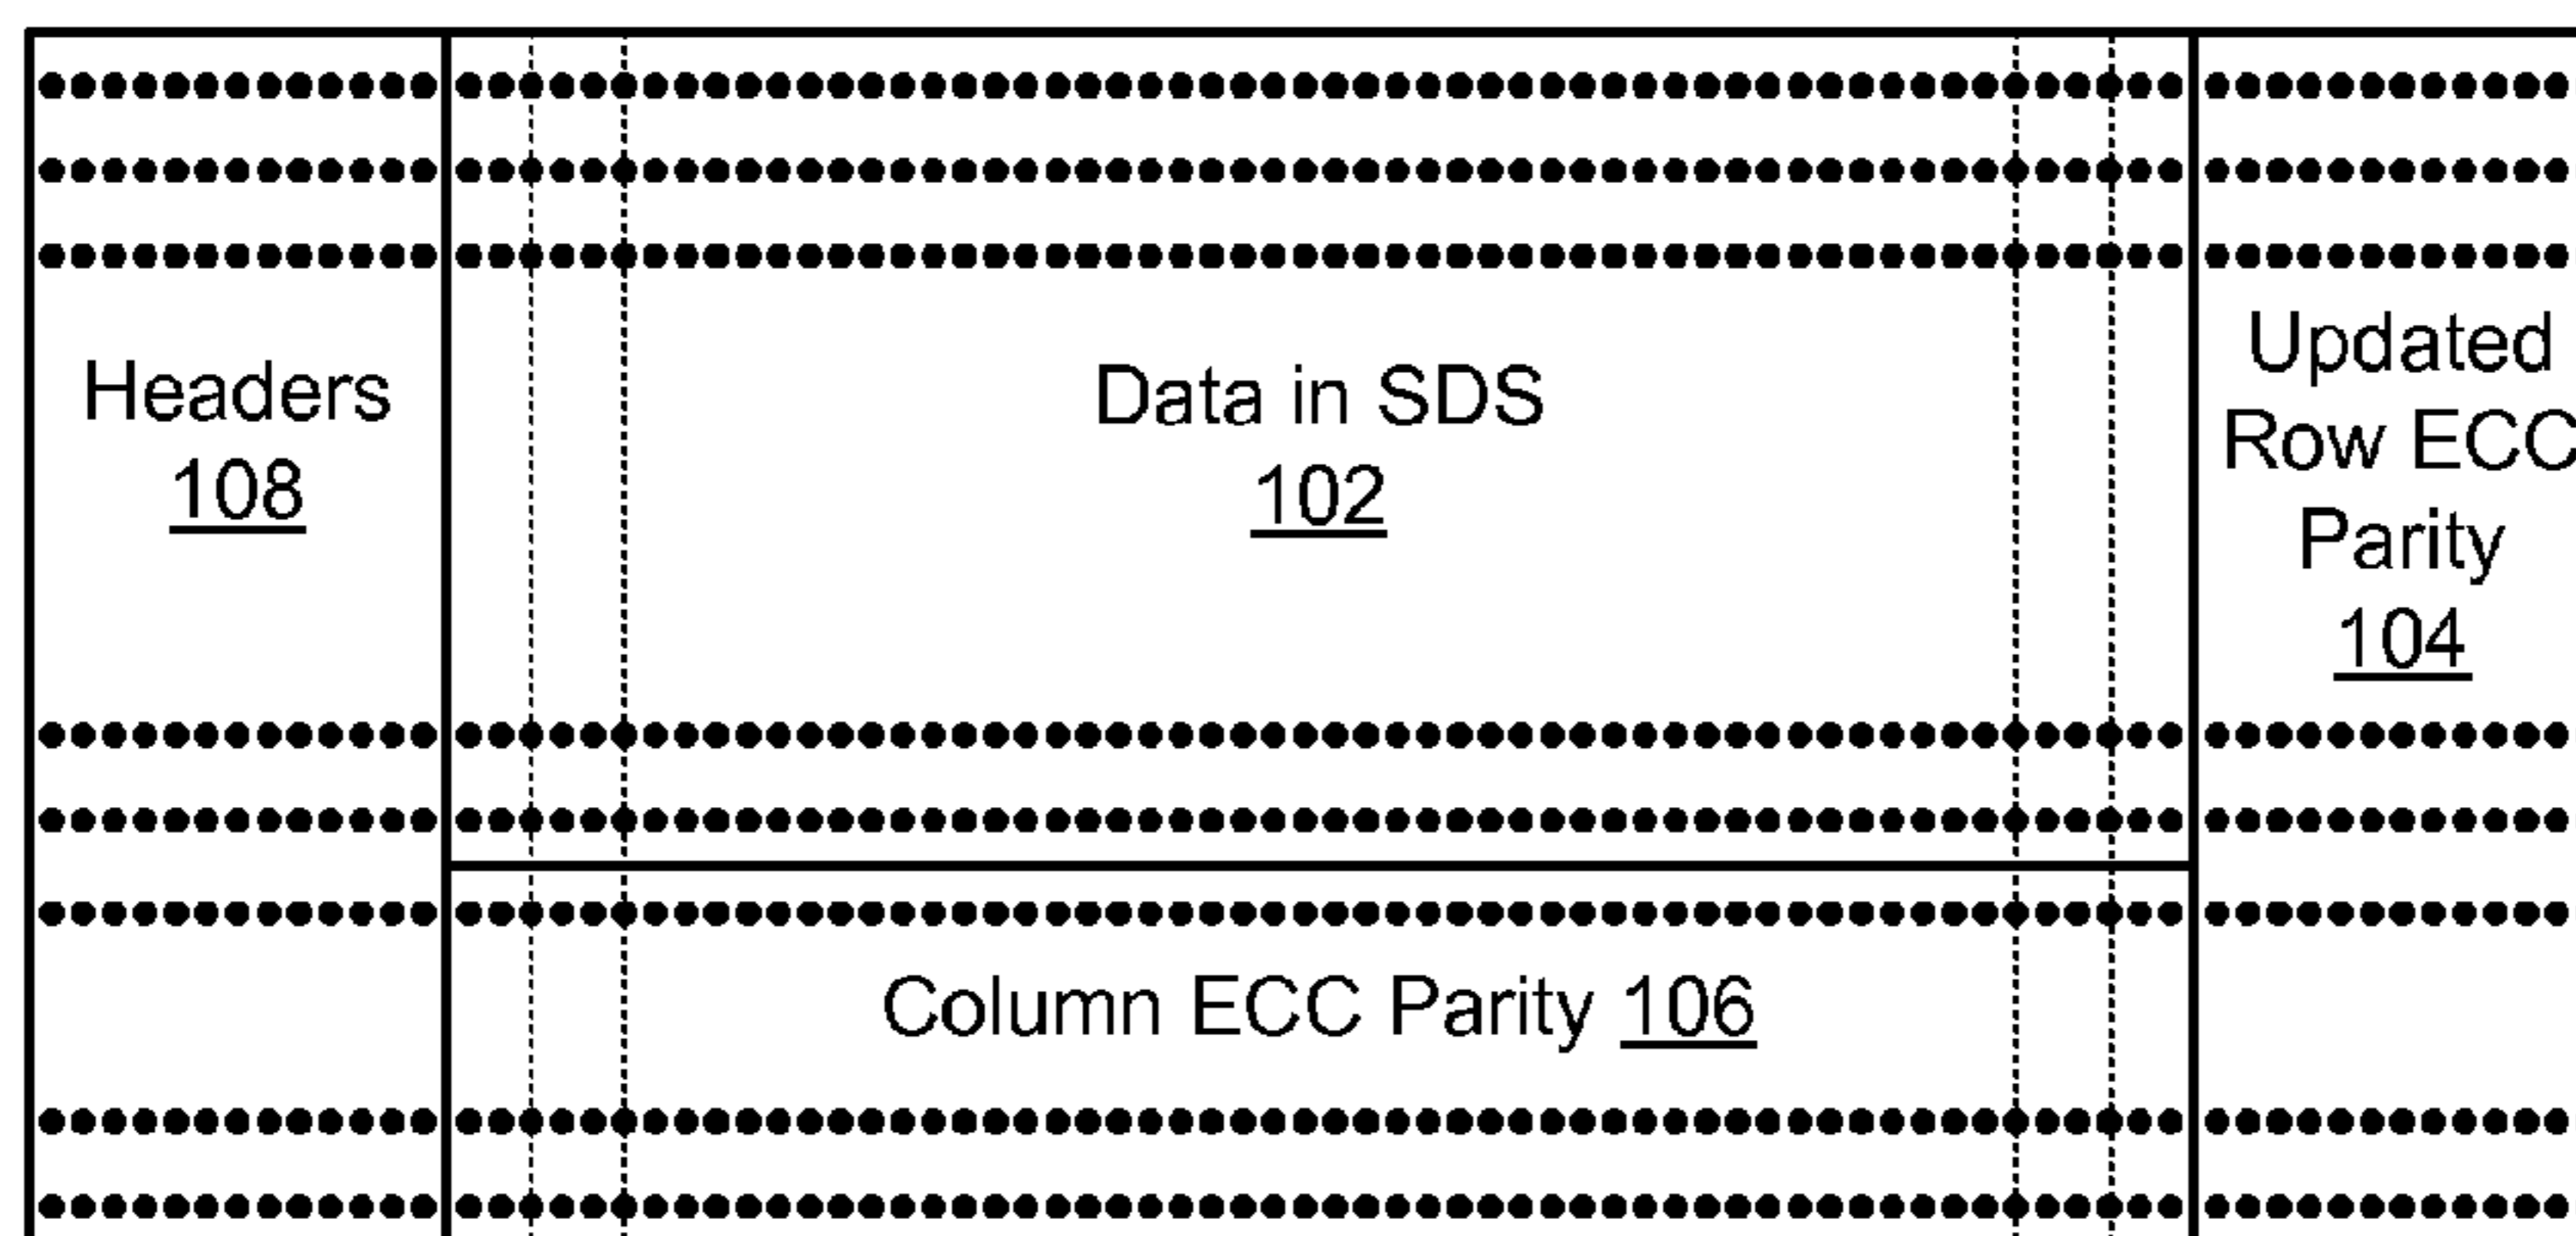 Headers
108
Data in SDS
102
Updated
Row ECC
Parity
104
Column ECC Parity 106